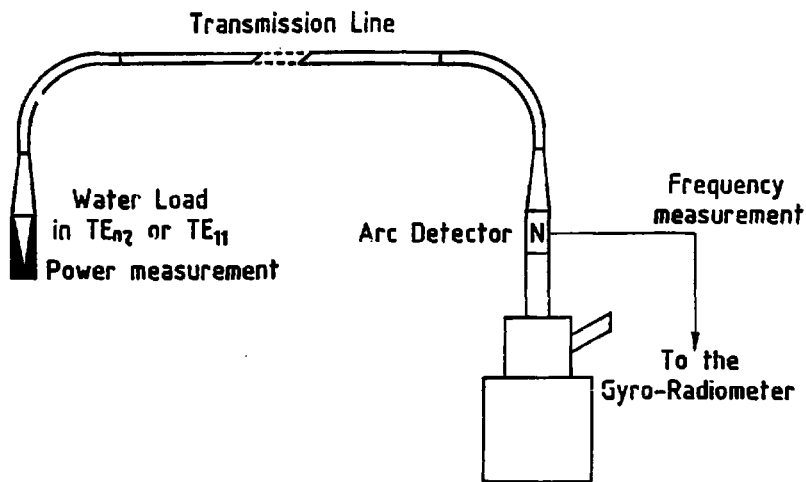 Transmission Line
Water Load
in TEn2 or TE11
Power measurement
Arc Detector
N
Frequency
measurement
To the
Gyro-Radiometer